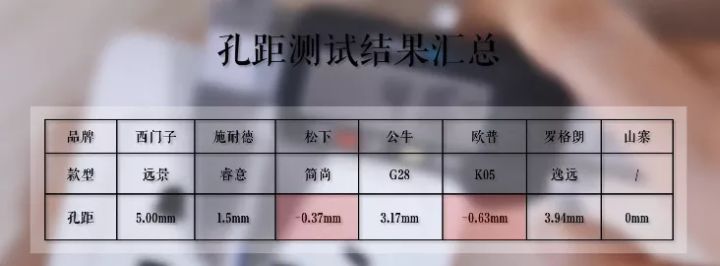 孔距测试结果汇总
品牌 西门子 施耐德 松下 公牛 欧普 罗格朗 山寨
款型 远景 睿意 简尚 G28 K05 逸远 /
孔距 5.00mm 1.5mm -0.37mm 3.17mm -0.63mm 3.94mm 0mm